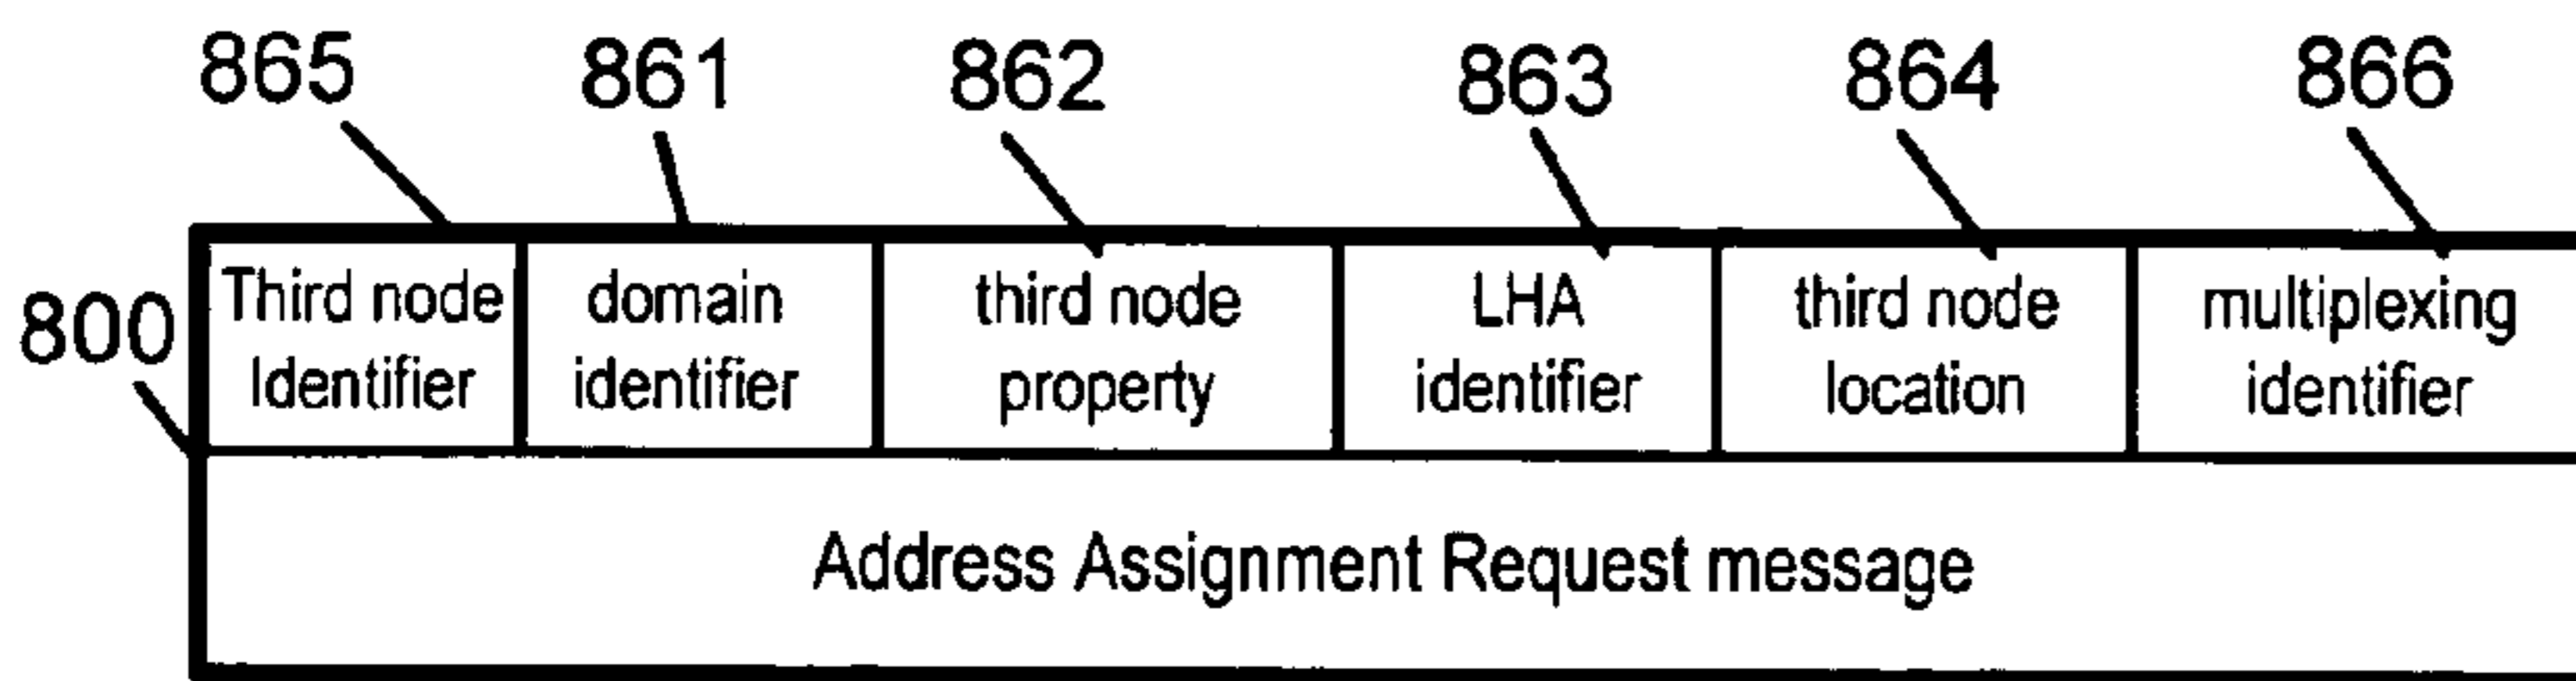 865 861 862 863 864 866
800
Third node Identifier
domain identifier
third node property
LHA identifier
third node location
multiplexing identifier
Address Assignment Request message